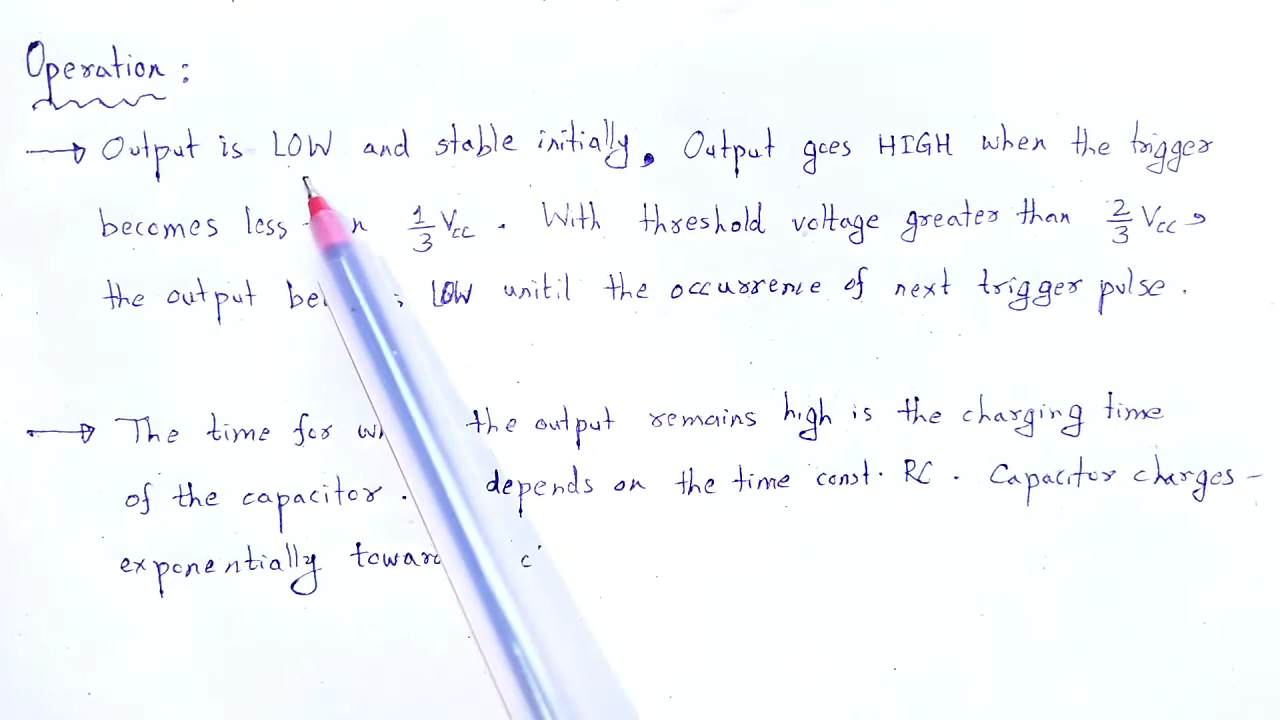 Operation :
→ Output is LOW and stable initially. Output goes HIGH when the trigger
becomes less 1/3 Vcc . With threshold voltage greater than 2/3 Vcc ,
the output LOW unitil the occurrence of next trigger pulse .
→ The time for the output remains high is the charging time
of the capacitor . depends on the time const. RC . Capacitor charges -
exponentially